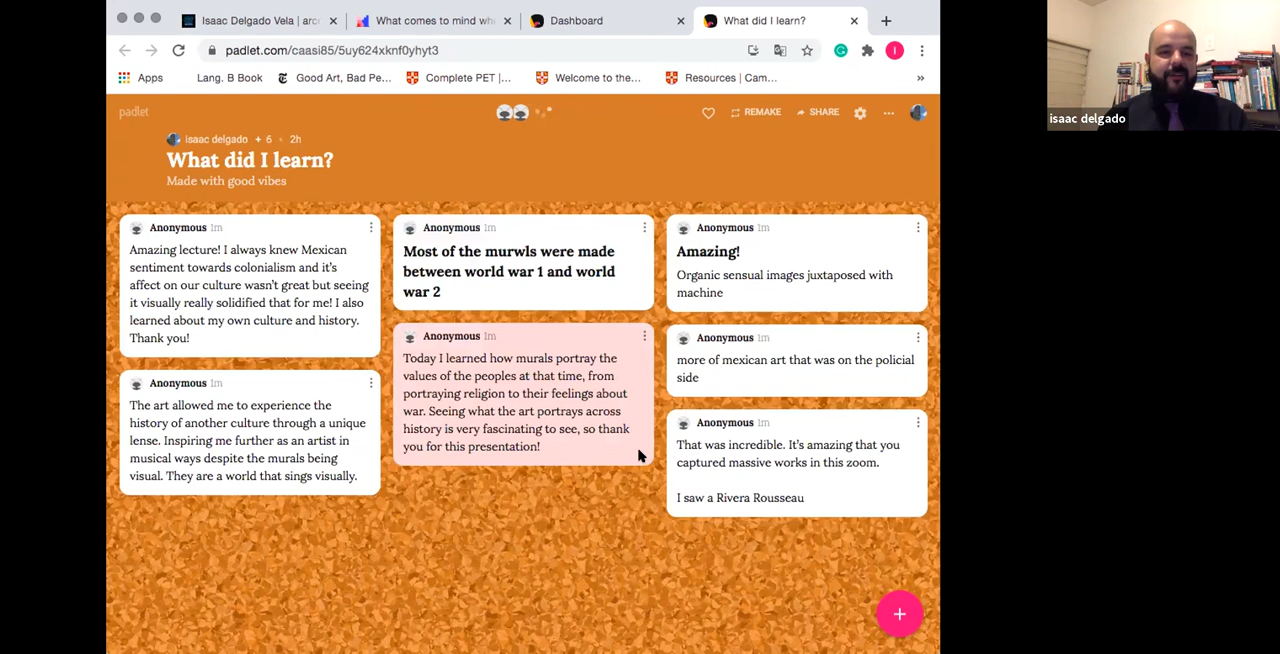 Isaac Delgado Vela | arc
What comes to mind wh
Dashboard
What did I learn?
padlet.com/caasi85/5uy624xknf0yhyt3
I
Apps
Lang. B Book
Good Art, Bad Pe...
Complete PET |...
Welcome to the...
Resources | Cam...
»
padlet
REMAKE
SHARE
isaac delgado + 6 • 2h
What did I learn?
Made with good vibes
Anonymous 1m
Amazing lecture! I always knew Mexican
sentiment towards colonialism and it's
affect on our culture wasn't great but seeing
it visually really solidified that for me! I also
learned about my own culture and history.
Thank you!
Anonymous 1m
The art allowed me to experience the
history of another culture through a unique
lense. Inspiring me further as an artist in
musical ways despite the murals being
visual. They are a world that sings visually.
Anonymous 1m
Most of the murwls were made
between world war 1 and world
war 2
Anonymous 1m
Today I learned how murals portray the
values of the peoples at that time, from
portraying religion to their feelings about
war. Seeing what the art portrays across
history is very fascinating to see, so thank
you for this presentation!
Anonymous 1m
Amazing!
Organic sensual images juxtaposed with
machine
Anonymous 1m
more of mexican art that was on the policial
side
Anonymous 1m
That was incredible. It's amazing that you
captured massive works in this zoom.
I saw a Rivera Rousseau
isaac delgado